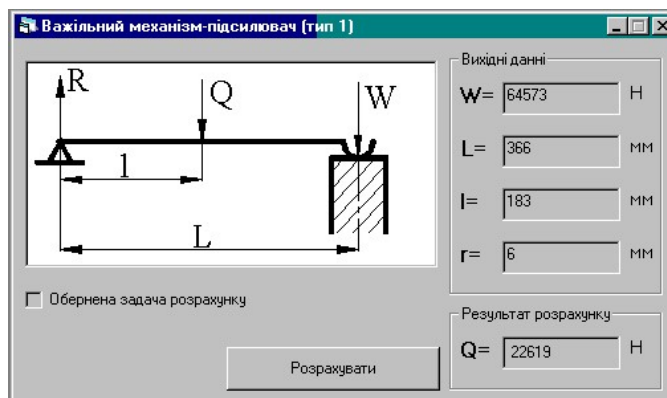 Важільний механізм-підсилювач (тип 1)
R
Q
W
l
L
Обернена задача розрахунку
Розрахувати
Вихідні данні
W= 64573 Н
L= 366 мм
l= 183 мм
r= 6 мм
Результат розрахунку
Q= 22619 Н